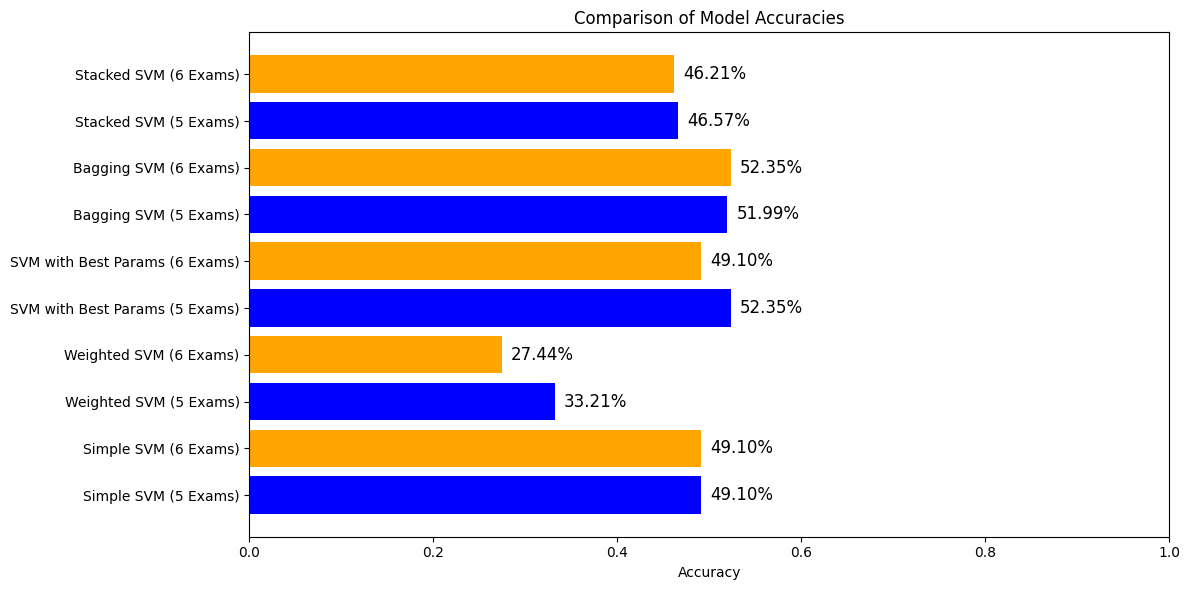 Comparison of Model Accuracies
Stacked SVM (6 Exams) 46.21%
Stacked SVM (5 Exams) 46.57%
Bagging SVM (6 Exams) 52.35%
Bagging SVM (5 Exams) 51.99%
SVM with Best Params (6 Exams) 49.10%
SVM with Best Params (5 Exams) 52.35%
Weighted SVM (6 Exams) 27.44%
Weighted SVM (5 Exams) 33.21%
Simple SVM (6 Exams) 49.10%
Simple SVM (5 Exams) 49.10%
0.0 0.2 0.4 0.6 0.8 1.0
Accuracy